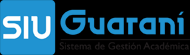 SIU Guaraní
Sistema de Gestión Académica